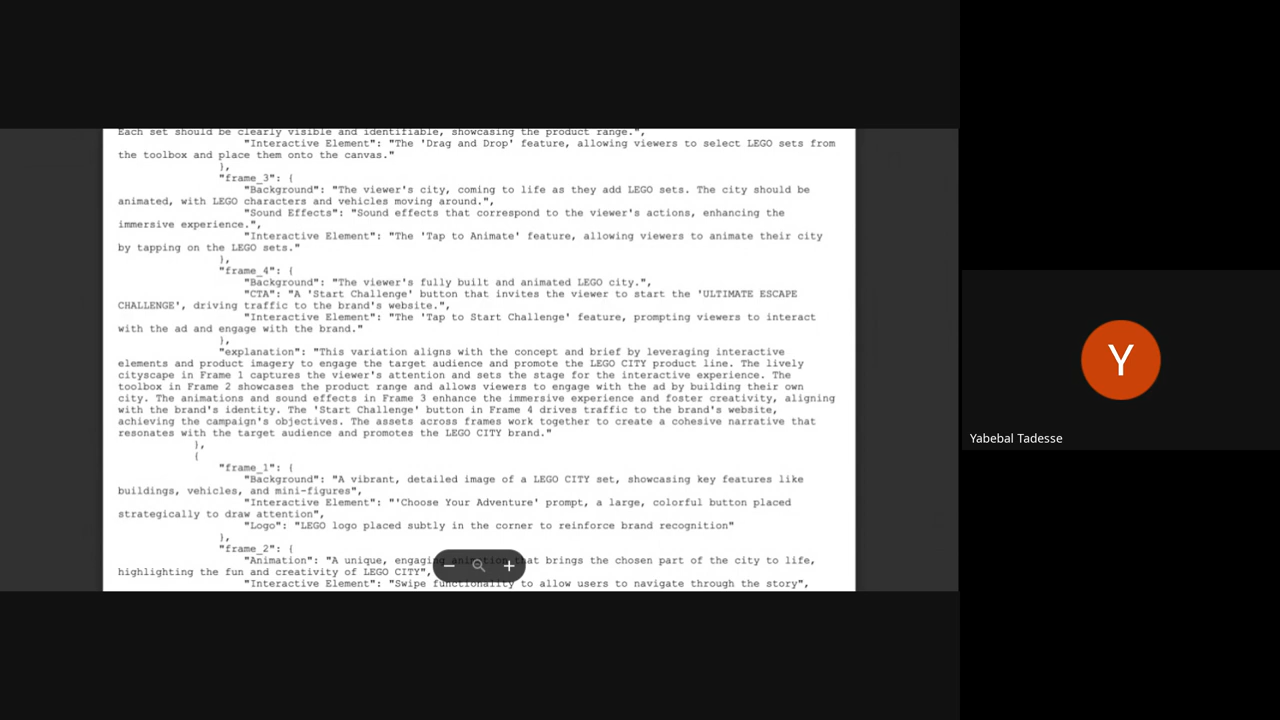 Each set should be clearly visible and identifiable, showcasing the product range.",
"Interactive Element": "The 'Drag and Drop' feature, allowing viewers to select LEGO sets from
the toolbox and place them onto the canvas."
},
"frame_3": {
"Background": "The viewer's city, coming to life as they add LEGO sets. The city should be
animated, with LEGO characters and vehicles moving around.",
"Sound Effects": "Sound effects that correspond to the viewer's actions, enhancing the
immersive experience.",
"Interactive Element": "The 'Tap to Animate' feature, allowing viewers to animate their city
by tapping on the LEGO sets."
},
"frame_4": {
"Background": "The viewer's fully built and animated LEGO city.",
"CTA": "A 'Start Challenge' button that invites the viewer to start the 'ULTIMATE ESCAPE
CHALLENGE', driving traffic to the brand's website.",
"Interactive Element": "The 'Tap to Start Challenge' feature, prompting viewers to interact
with the ad and engage with the brand."
},
"explanation": "This variation aligns with the concept and brief by leveraging interactive
elements and product imagery to engage the target audience and promote the LEGO CITY product line. The lively
cityscape in Frame 1 captures the viewer's attention and sets the stage for the interactive experience. The
toolbox in Frame 2 showcases the product range and allows viewers to engage with the ad by building their own
city. The animations and sound effects in Frame 3 enhance the immersive experience and foster creativity, aligning
with the brand's identity. The 'Start Challenge' button in Frame 4 drives traffic to the brand's website,
achieving the campaign's objectives. The assets across frames work together to create a cohesive narrative that
resonates with the target audience and promotes the LEGO CITY brand."
},
{
"frame_1": {
"Background": "A vibrant, detailed image of a LEGO CITY set, showcasing key features like
buildings, vehicles, and mini-figures",
"Interactive Element": "'Choose Your Adventure' prompt, a large, colorful button placed
strategically to draw attention",
"Logo": "LEGO logo placed subtly in the corner to reinforce brand recognition"
},
"frame_2": {
"Animation": "A unique, engaging animation that brings the chosen part of the city to life,
highlighting the fun and creativity of LEGO CITY",
"Interactive Element": "Swipe functionality to allow users to navigate through the story",
Y
Yabebal Tadesse